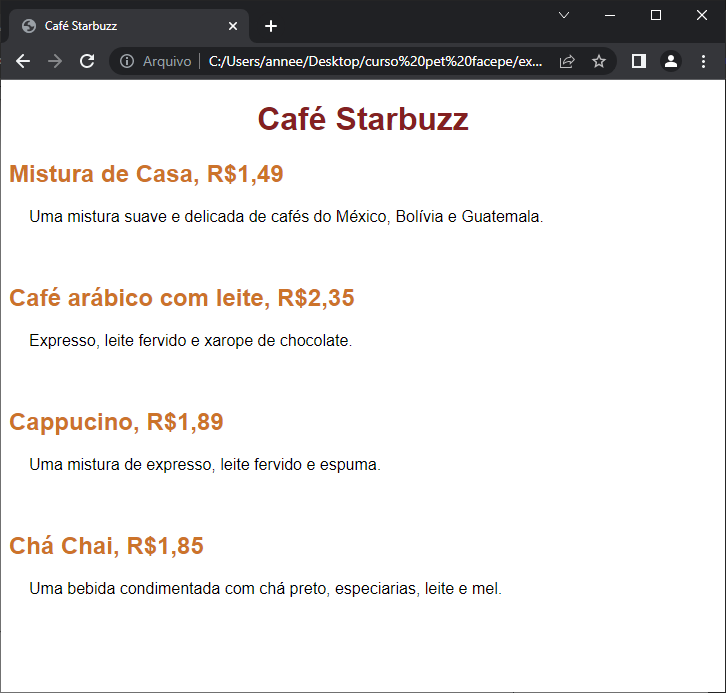 Café Starbuzz
Arquivo | C:/Users/annee/Desktop/curso%20pet%20facepe/ex...
Café Starbuzz
Mistura de Casa, R$1,49
Uma mistura suave e delicada de cafés do México, Bolívia e Guatemala.
Café arábico com leite, R$2,35
Expresso, leite fervido e xarope de chocolate.
Cappucino, R$1,89
Uma mistura de expresso, leite fervido e espuma.
Chá Chai, R$1,85
Uma bebida condimentada com chá preto, especiarias, leite e mel.